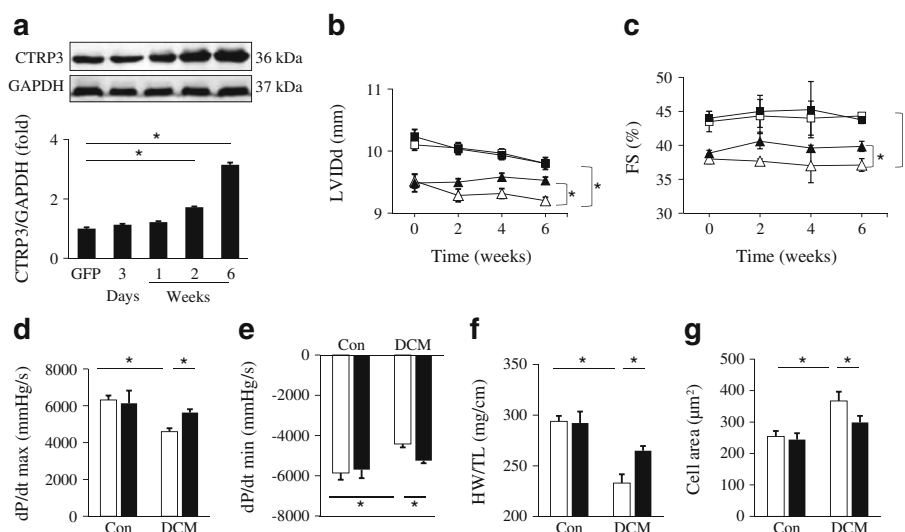 a
CTRP3
36 kDa
GAPDH
37 kDa
CTRP3/GAPDH (fold)
4
2
0
*
*
GFP 3 1 2 6
Days Weeks
b
LVIDd (mm)
11
10
9
*
*
0 2 4 6
Time (weeks)
c
FS (%)
50
45
40
35
30
*
0 2 4 6
Time (weeks)
d
dP/dt max (mmHg/s)
8000
6000
4000
2000
0
* *
Con DCM
e
Con DCM
dP/dt min (mmHg/s)
0
-2000
-4000
-6000
-8000
* *
f
HW/TL (mg/cm)
350
300
250
200
* *
Con DCM
g
Cell area (μm²)
500
400
300
200
100
0
* *
Con DCM